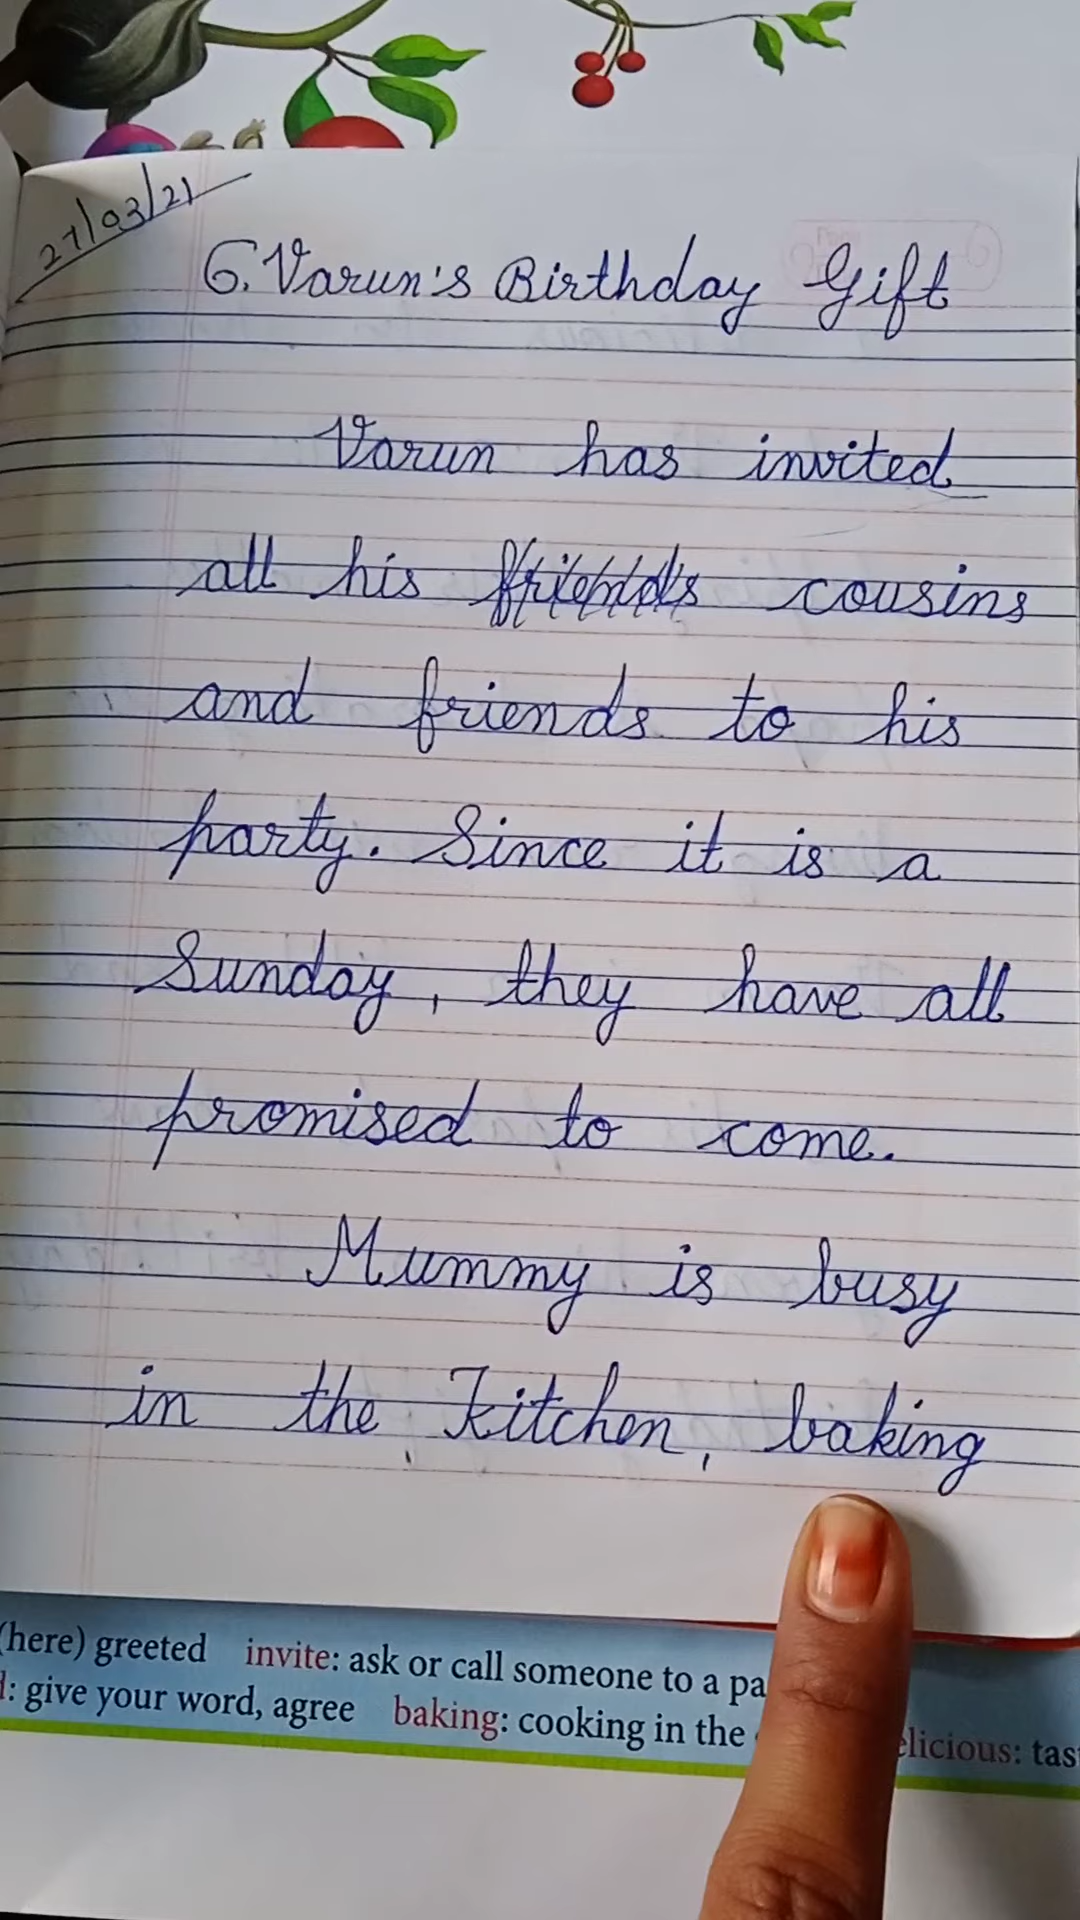 27/03/21
6. Varun's Birthday Gift
Varun has invited
all his friends cousins
and friends to his
party. Since it is a
Sunday, they have all
promised to come.
Mummy is busy
in the kitchen, baking
(here) greeted invite: ask or call someone to a pa
: give your word, agree baking: cooking in the elicious: tas